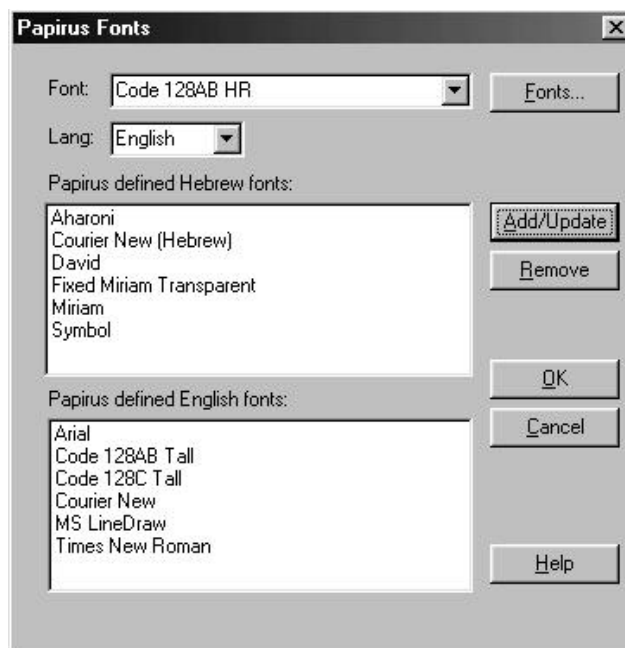 Papirus Fonts
Font: Code 128AB HR Fonts...
Lang: English
Papirus defined Hebrew fonts:
Aharoni
Courier New (Hebrew)
David
Fixed Miriam Transparent
Miriam
Symbol
Add/Update
Remove
OK
Cancel
Papirus defined English fonts:
Arial
Code 128AB Tall
Code 128C Tall
Courier New
MS LineDraw
Times New Roman
Help